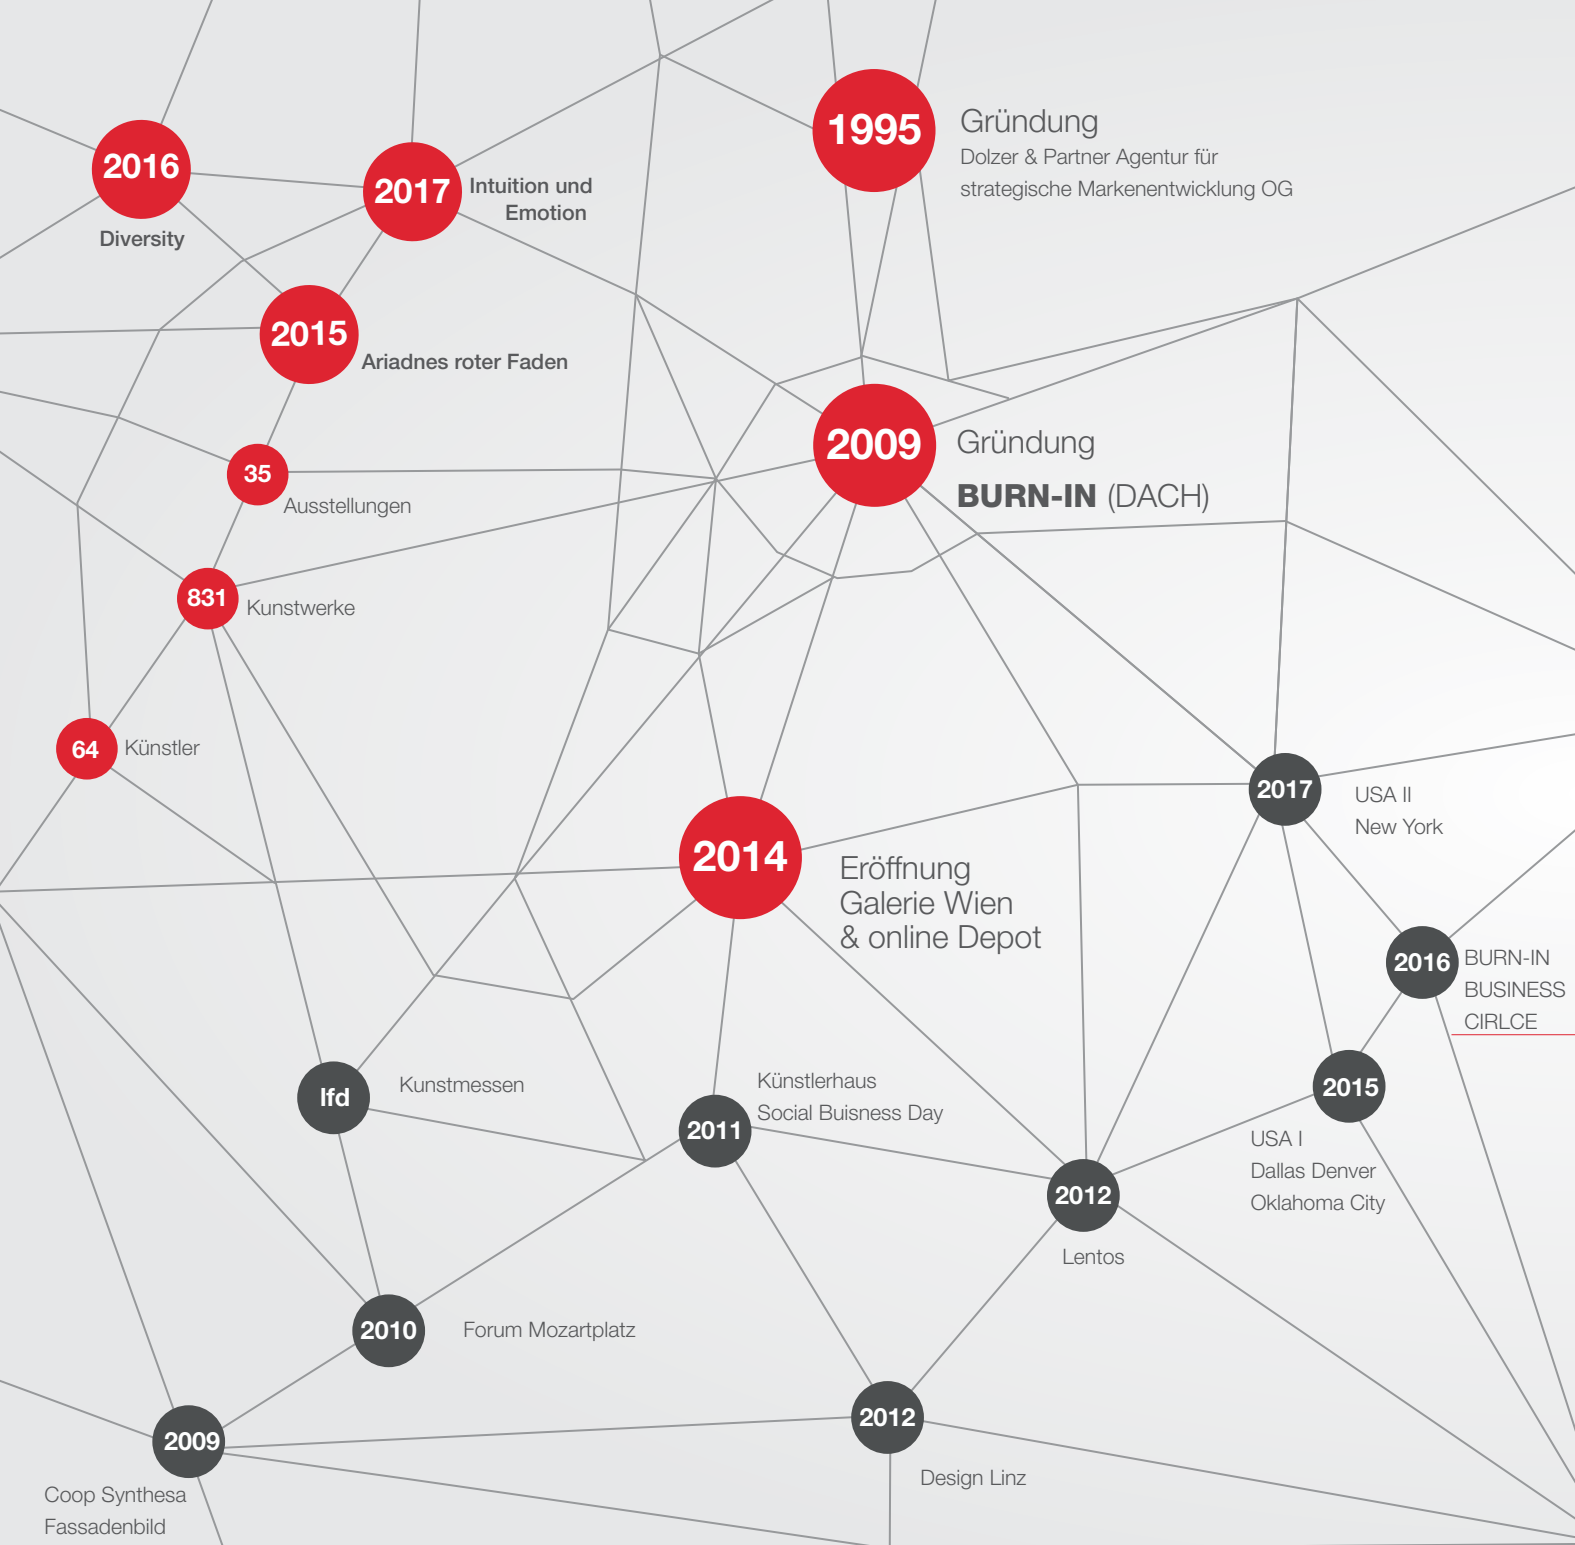 1995
Gründung
Dolzer & Partner Agentur für
strategische Markenentwicklung OG
2016
Diversity
2017
Intuition und
Emotion
2015
Ariadnes roter Faden
2009
Gründung
BURN-IN (DACH)
35
Ausstellungen
831
Kunstwerke
64
Künstler
2014
Eröffnung
Galerie Wien
& online Depot
2017
USA II
New York
2016
BURN-IN
BUSINESS
CIRLCE
2015
USA I
Dallas Denver
Oklahoma City
lfd
Kunstmessen
2011
Künstlerhaus
Social Buisness Day
2012
Lentos
2010
Forum Mozartplatz
2012
Design Linz
2009
Coop Synthesa
Fassadenbild